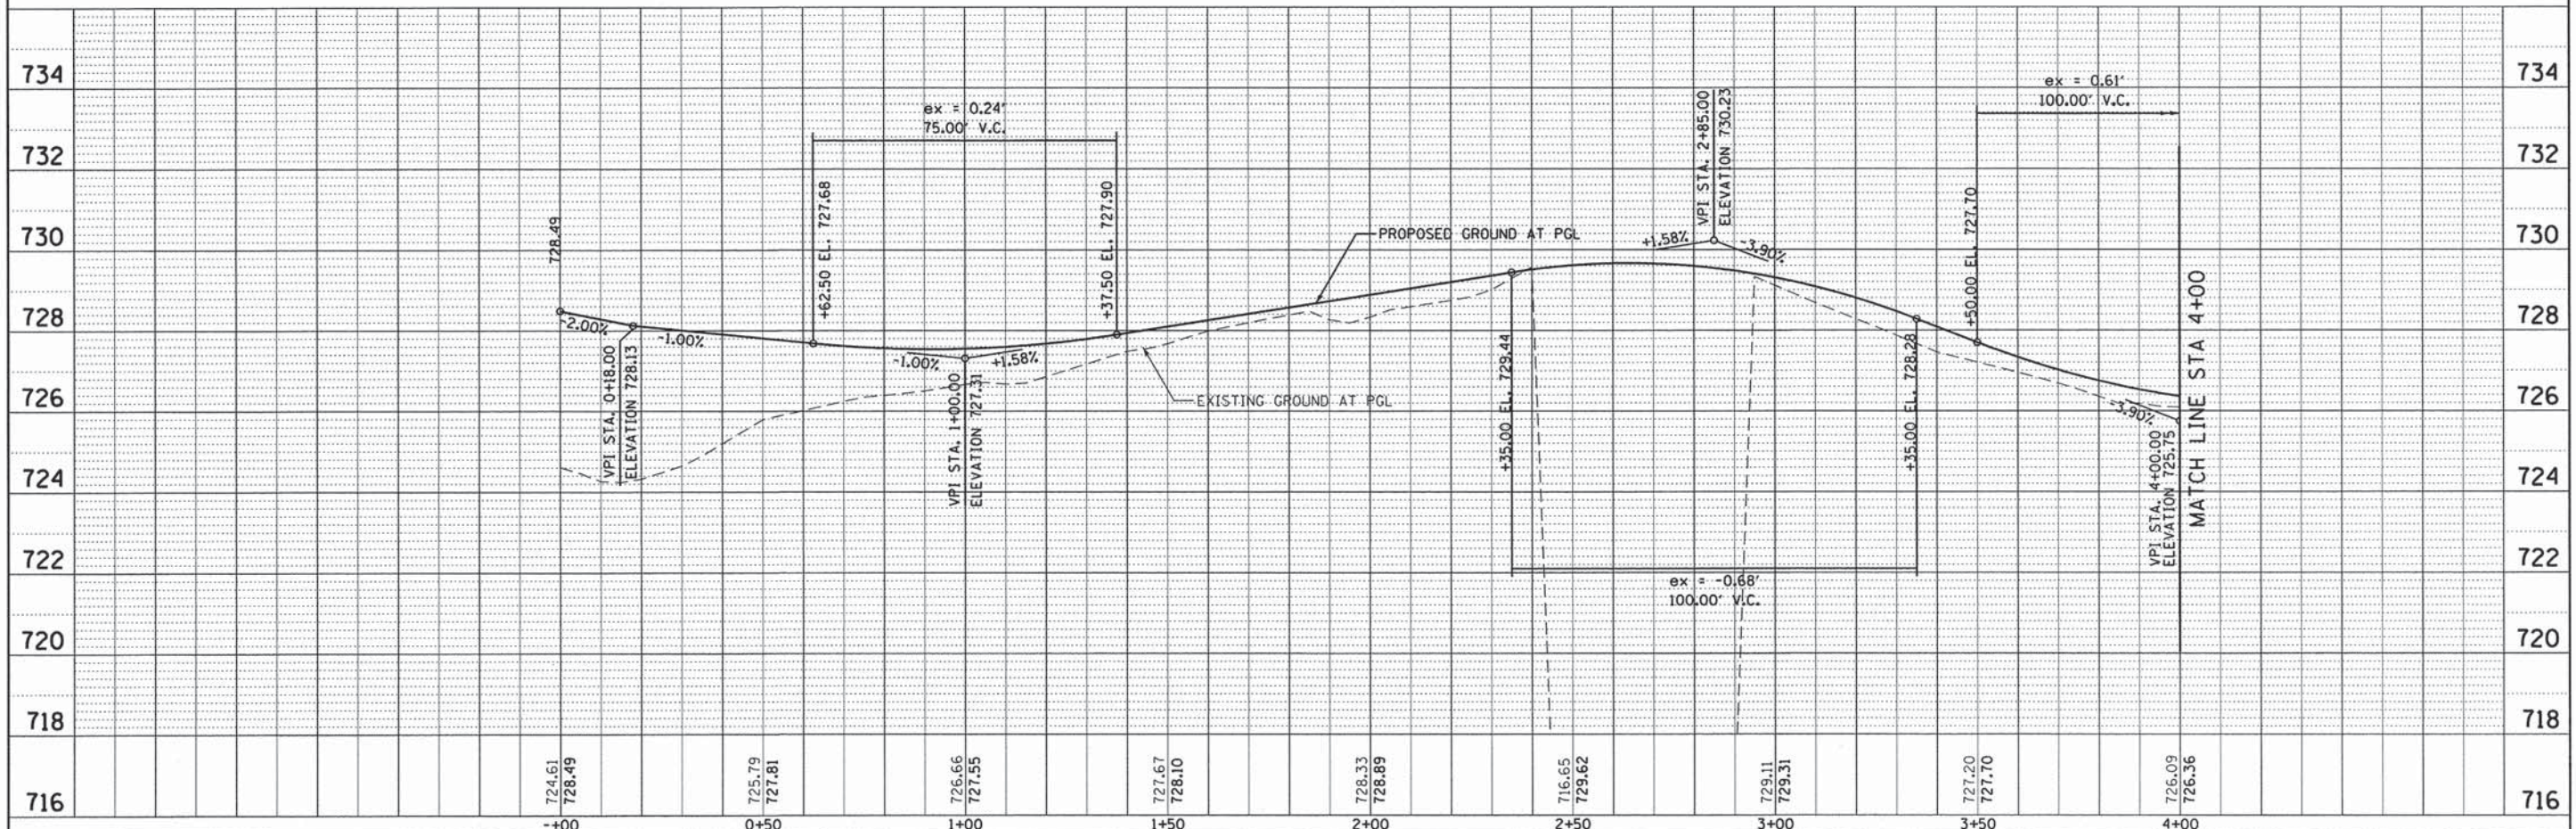 734
734
ex = 0.61'
100.00' V.C.
ex = 0.24'
75.00' V.C.
VPI STA. 2+85.00
ELEVATION 730.23
732
732
+62.50 EL. 727.68
+37.50 EL. 727.90
+50.00 EL. 727.70
728.49
730
730
PROPOSED GROUND AT PGL
+1.58%
-3.90%
MATCH LINE STA 4+00
728
728
-2.00%
-1.00%
VPI STA. 0+18.00
ELEVATION 728.13
-1.00%
+1.58%
VPI STA. 1+00.00
ELEVATION 727.31
+35.00 EL. 729.44
+35.00 EL. 728.28
726
726
EXISTING GROUND AT PGL
-3.90%
VPI STA. 4+00.00
ELEVATION 725.75
724
724
722
722
ex = -0.68'
100.00' V.C.
720
720
718
718
724.61
728.49
725.79
727.81
726.66
727.55
727.67
728.10
728.33
728.89
716.65
729.62
729.11
729.31
727.20
727.70
726.09
726.36
716
716
-+00
0+50
1+00
1+50
2+00
2+50
3+00
3+50
4+00